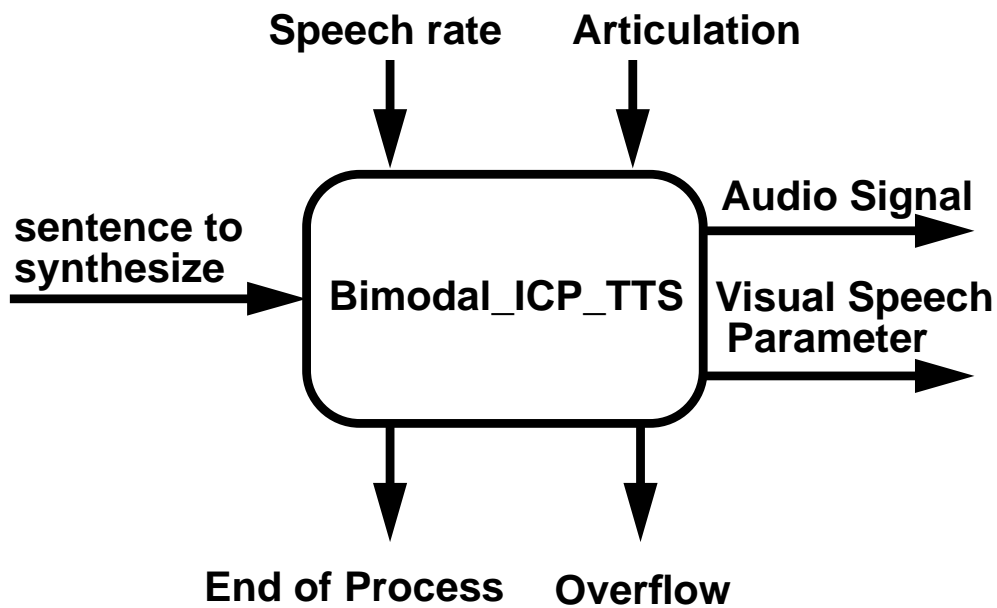 Speech rate
Articulation
Audio Signal
sentence to
synthesize
Bimodal_ICP_TTS
Visual Speech
Parameter
End of Process
Overflow